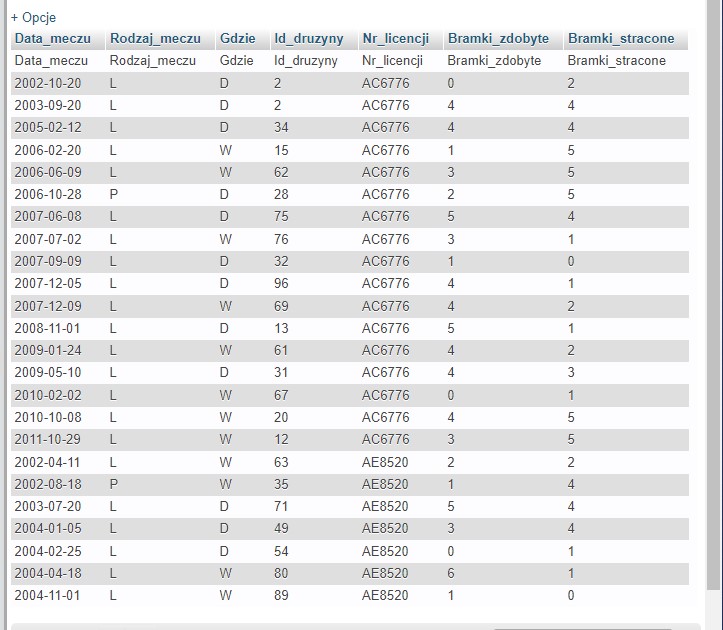 + Opcje
Data_meczu Rodzaj_meczu Gdzie Id_druzyny Nr_licencji Bramki_zdobyte Bramki_stracone
Data_meczu Rodzaj_meczu Gdzie Id_druzyny Nr_licencji Bramki_zdobyte Bramki_stracone
2002-10-20 L D 2 AC6776 0 2
2003-09-20 L D 2 AC6776 4 4
2005-02-12 L D 34 AC6776 4 4
2006-02-20 L W 15 AC6776 1 5
2006-06-09 L W 62 AC6776 3 5
2006-10-28 P D 28 AC6776 2 5
2007-06-08 L D 75 AC6776 5 4
2007-07-02 L W 76 AC6776 3 1
2007-09-09 L D 32 AC6776 1 0
2007-12-05 L D 96 AC6776 4 1
2007-12-09 L W 69 AC6776 4 2
2008-11-01 L D 13 AC6776 5 1
2009-01-24 L W 61 AC6776 4 2
2009-05-10 L D 31 AC6776 4 3
2010-02-02 L W 67 AC6776 0 1
2010-10-08 L W 20 AC6776 4 5
2011-10-29 L W 12 AC6776 3 5
2002-04-11 L W 63 AE8520 2 2
2002-08-18 P W 35 AE8520 1 4
2003-07-20 L D 71 AE8520 5 4
2004-01-05 L D 49 AE8520 3 4
2004-02-25 L D 54 AE8520 0 1
2004-04-18 L W 80 AE8520 6 1
2004-11-01 L W 89 AE8520 1 0